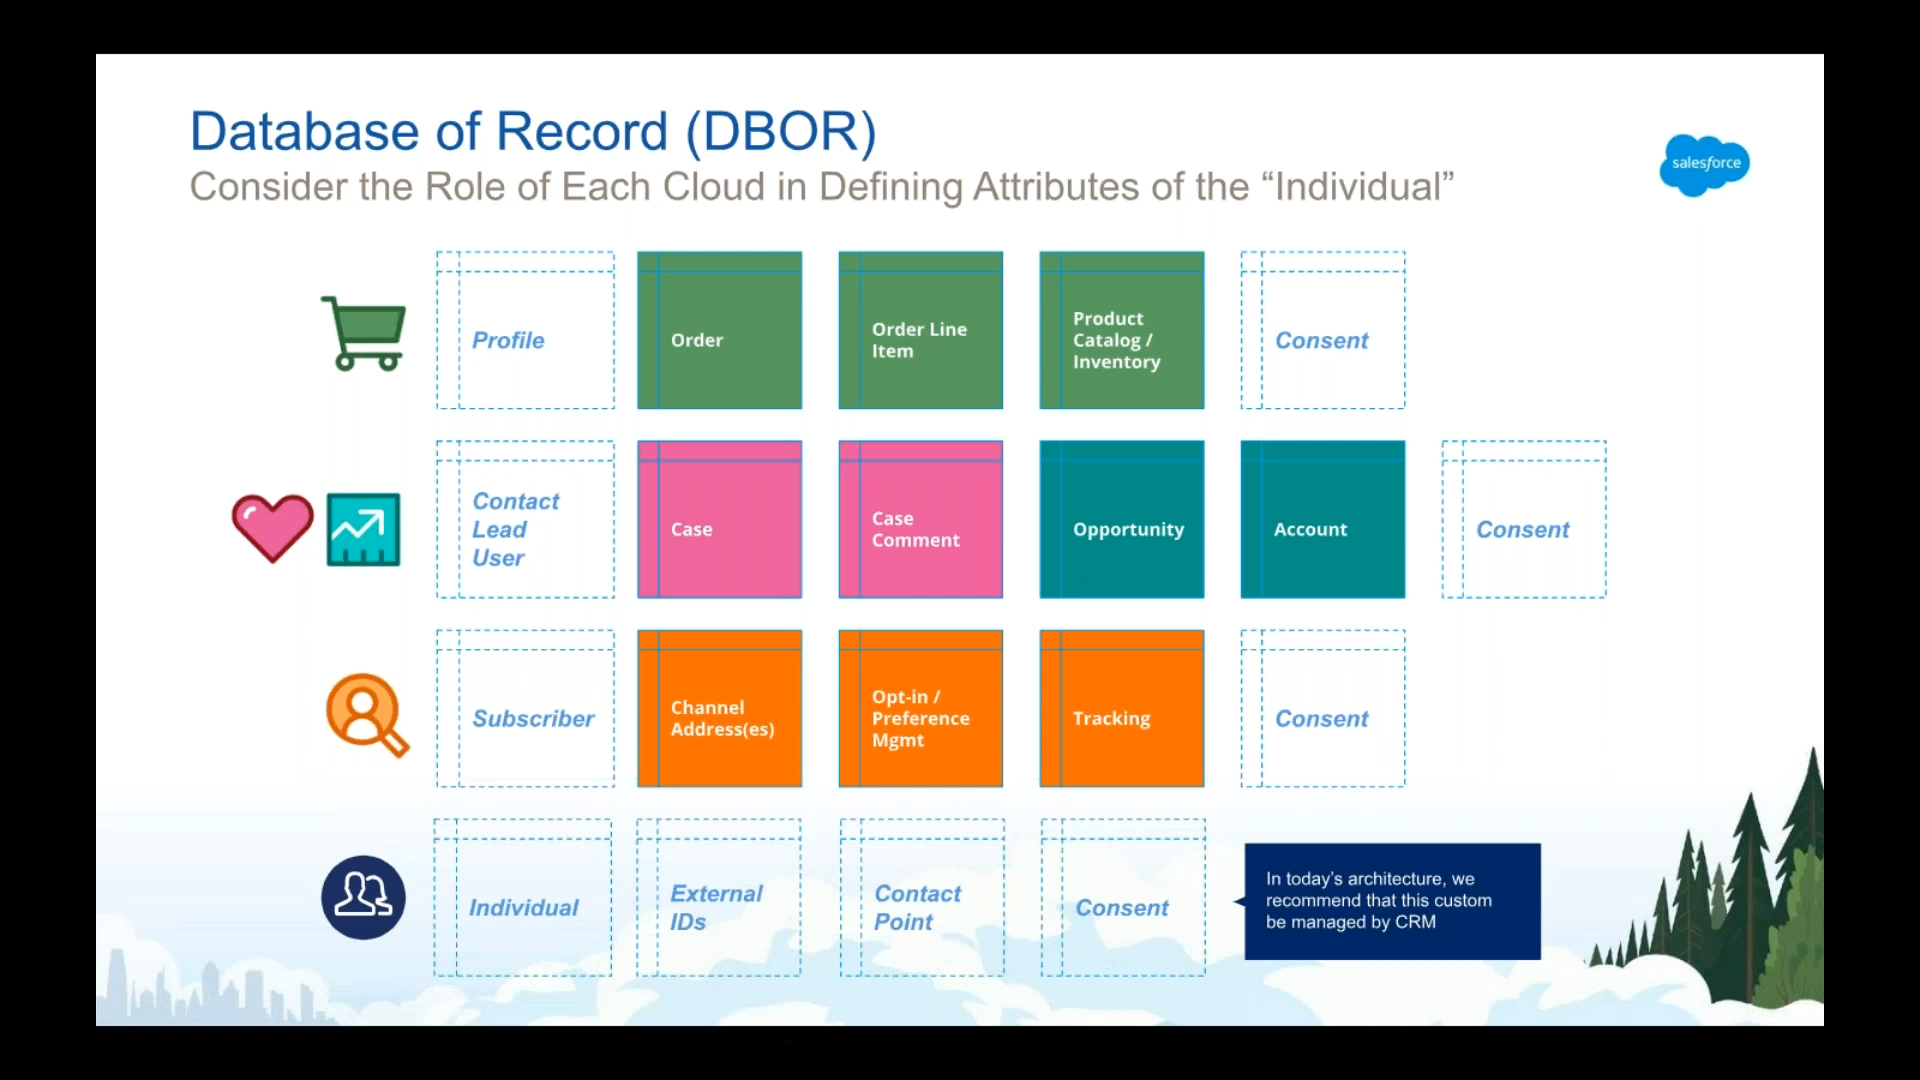 Database of Record (DBOR)
Consider the Role of Each Cloud in Defining Attributes of the “Individual”
salesforce
Profile
Order
Order Line
Item
Product
Catalog /
Inventory
Consent
Contact
Lead
User
Case
Case
Comment
Opportunity
Account
Consent
Subscriber
Channel
Address(es)
Opt-in /
Preference
Mgmt
Tracking
Consent
Individual
External
IDs
Contact
Point
Consent
In today’s architecture, we
recommend that this custom
be managed by CRM